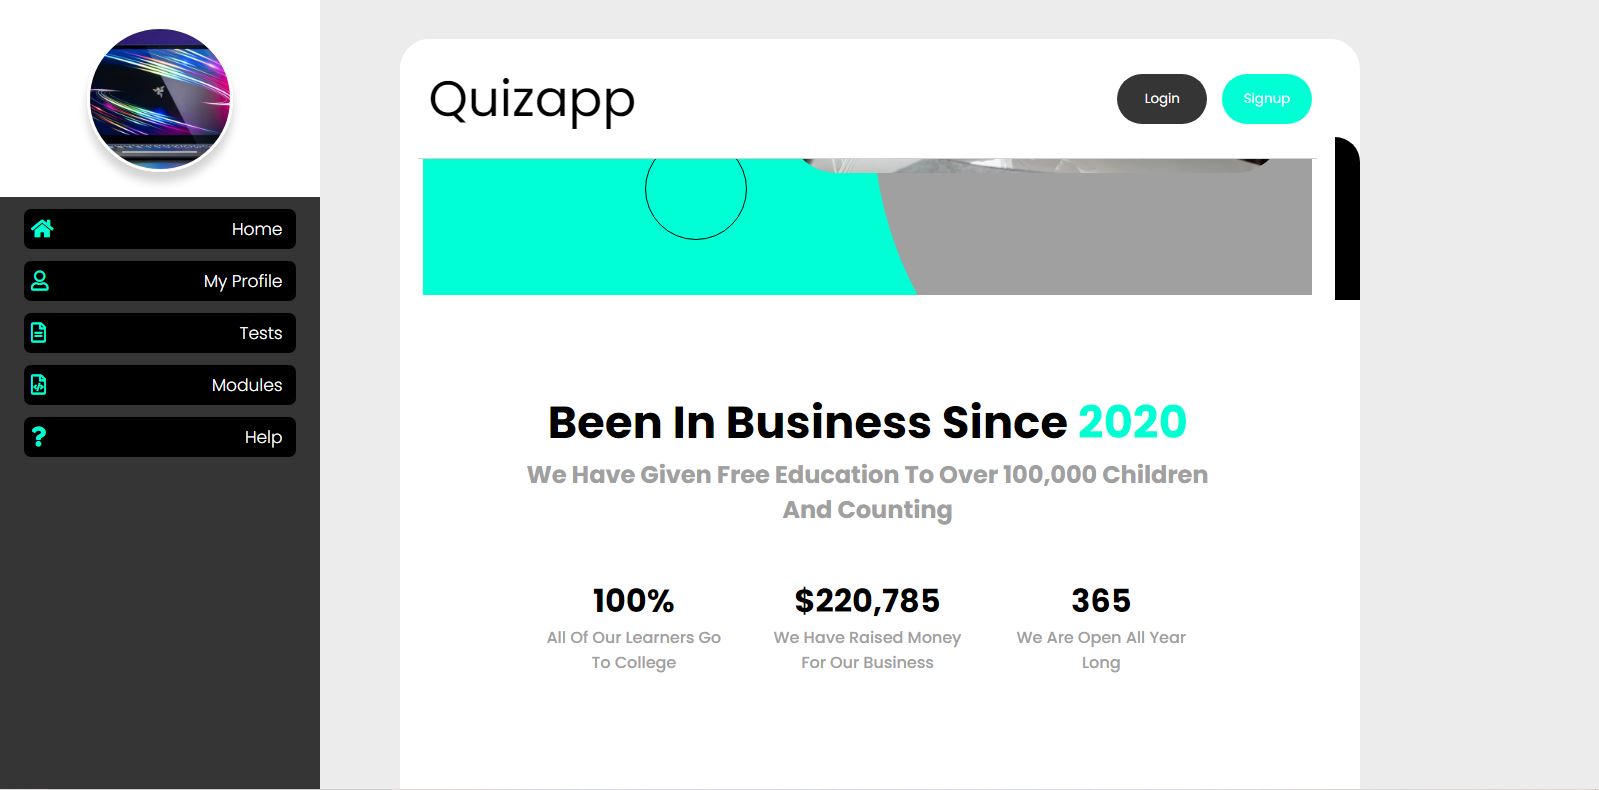 Quizapp
Login
Signup
Home
My Profile
Tests
Modules
Help
Been In Business Since 2020
We Have Given Free Education To Over 100,000 Children
And Counting
100%
All Of Our Learners Go
To College
$220,785
We Have Raised Money
For Our Business
365
We Are Open All Year
Long